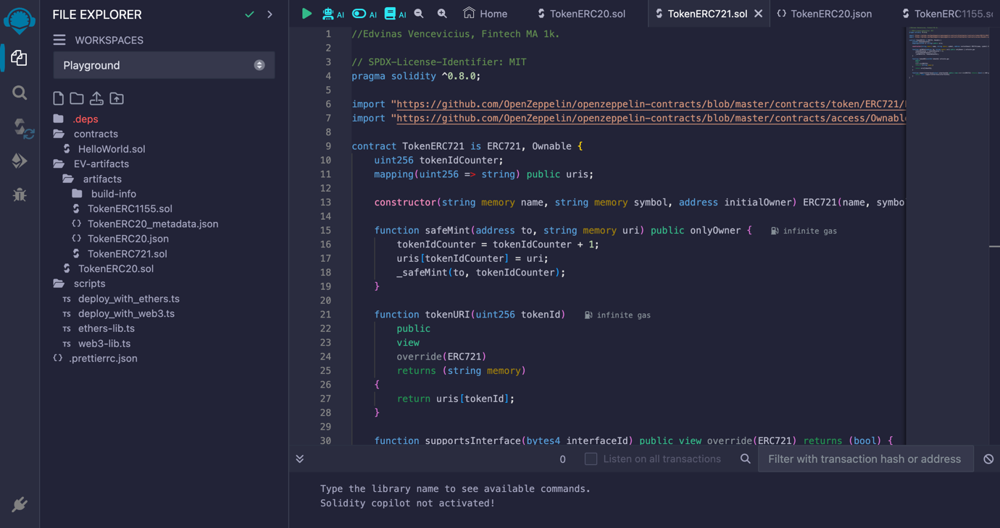 FILE EXPLORER
WORKSPACES
Playground
.deps
contracts
HelloWorld.sol
EV-artifacts
artifacts
build-info
TokenERC1155.sol
{} TokenERC20_metadata.json
{} TokenERC20.json
TokenERC721.sol
TokenERC20.sol
scripts
TS deploy_with_ethers.ts
TS deploy_with_web3.ts
TS ethers-lib.ts
TS web3-lib.ts
{} .prettierrc.json
AI AI AI Home TokenERC20.sol TokenERC721.sol {} TokenERC20.json TokenERC1155.so
1 //Edvinas Vencevicius, Fintech MA 1k.
2
3 // SPDX-License-Identifier: MIT
4 pragma solidity ^0.8.0;
5
6 import "https://github.com/OpenZeppelin/openzeppelin-contracts/blob/master/contracts/token/ERC721/
7 import "https://github.com/OpenZeppelin/openzeppelin-contracts/blob/master/contracts/access/Ownabl
8
9 contract TokenERC721 is ERC721, Ownable {
10 uint256 tokenIdCounter;
11 mapping(uint256 => string) public uris;
12
13 constructor(string memory name, string memory symbol, address initialOwner) ERC721(name, symbo
14
15 function safeMint(address to, string memory uri) public onlyOwner { infinite gas
16 tokenIdCounter = tokenIdCounter + 1;
17 uris[tokenIdCounter] = uri;
18 _safeMint(to, tokenIdCounter);
19 }
20
21 function tokenURI(uint256 tokenId) infinite gas
22 public
23 view
24 override(ERC721)
25 returns (string memory)
26 {
27 return uris[tokenId];
28 }
29
30 function supportsInterface(bytes4 interfaceId) public view override(ERC721) returns (bool) {
0 Listen on all transactions Filter with transaction hash or address
Type the library name to see available commands.
Solidity copilot not activated!